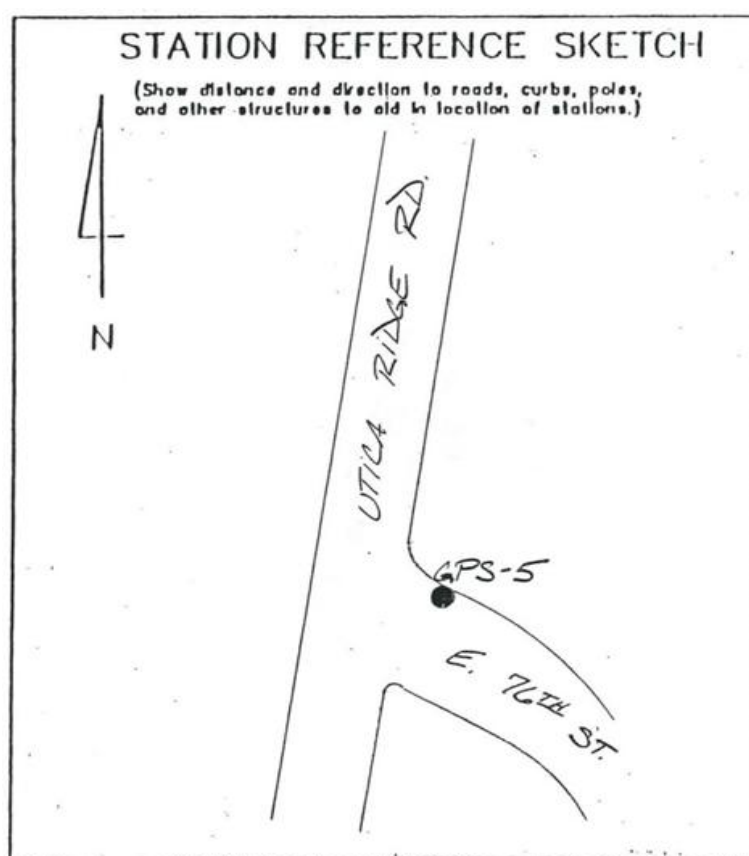 STATION REFERENCE SKETCH
(Show distance and direction to roads, curbs, poles,
and other structures to aid in location of stations.)
N
UTICA RIDGE RD.
GPS-5
E. 76TH ST.